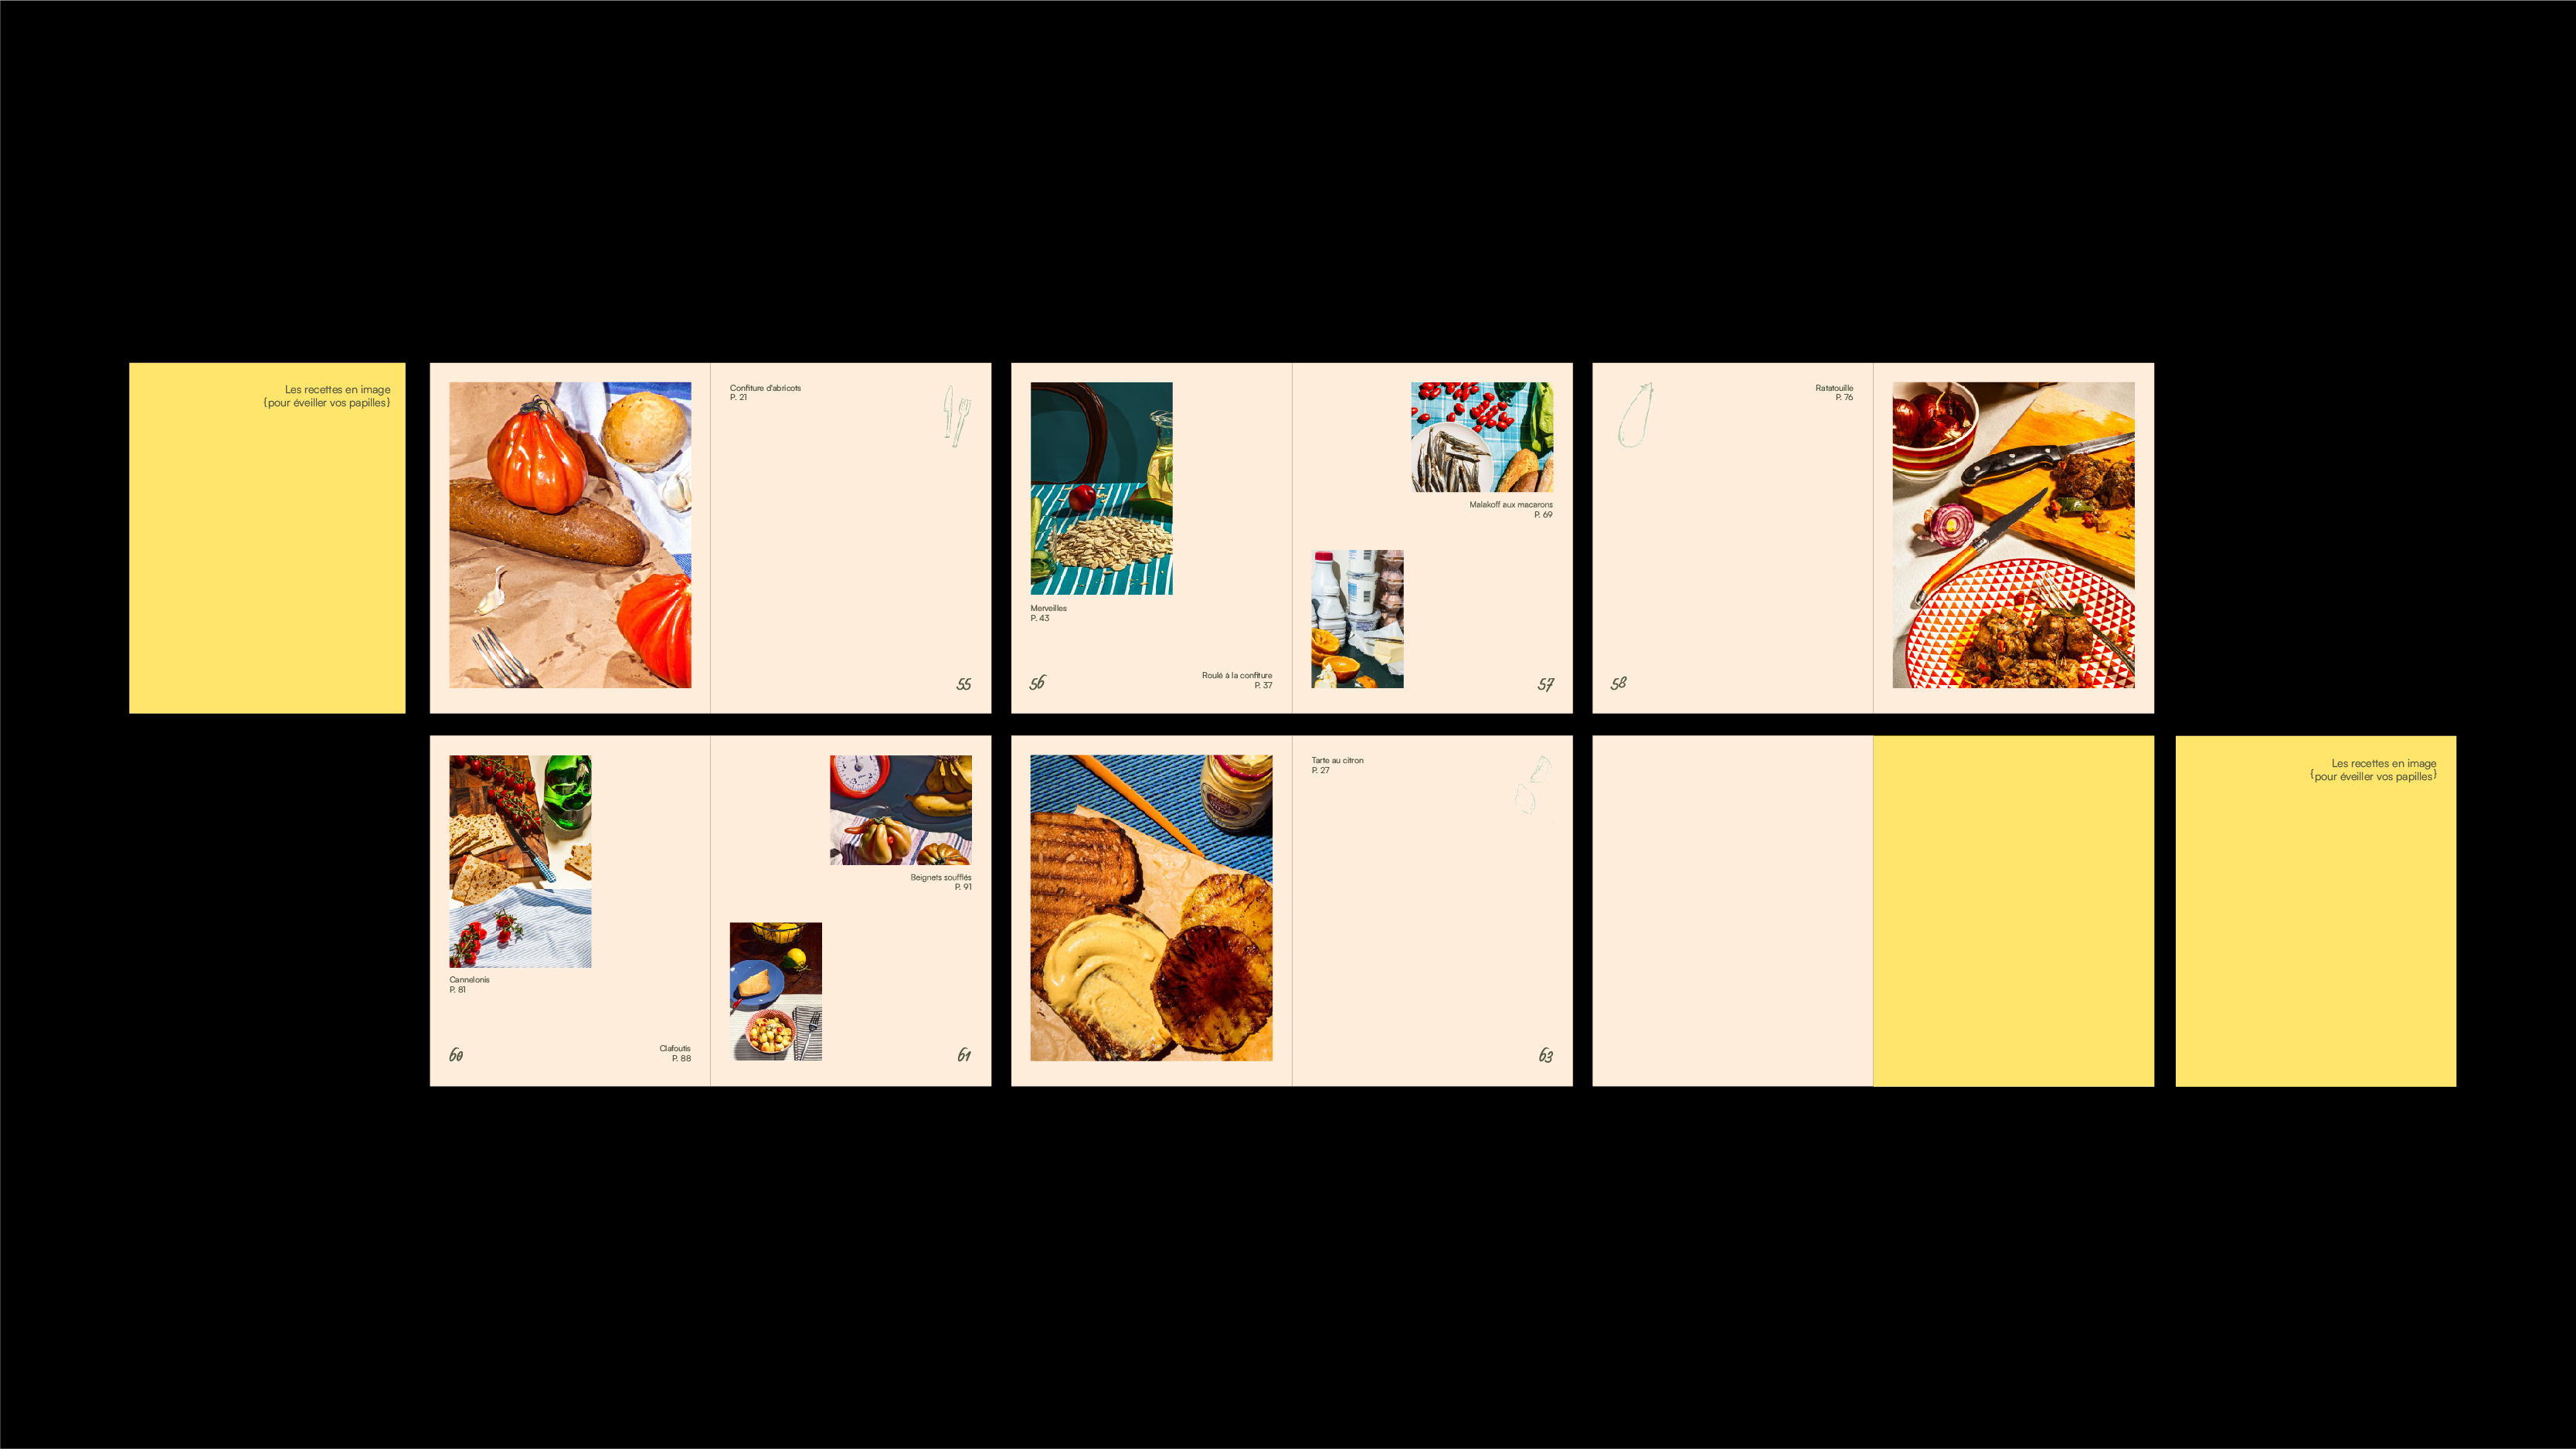 Les recettes en image
{pour éveiller vos papilles}
Confiture d'abricots
P. 21
55
Merveilles
P. 43
56
Roulé à la confiture
P. 37
Malakoff aux macarons
P. 69
57
Ratatouille
P. 76
58
Cannelonis
P. 81
60
Clafoutis
P. 88
Beignets soufflés
P. 91
61
Tarte au citron
P. 27
63
Les recettes en image
{pour éveiller vos papilles}